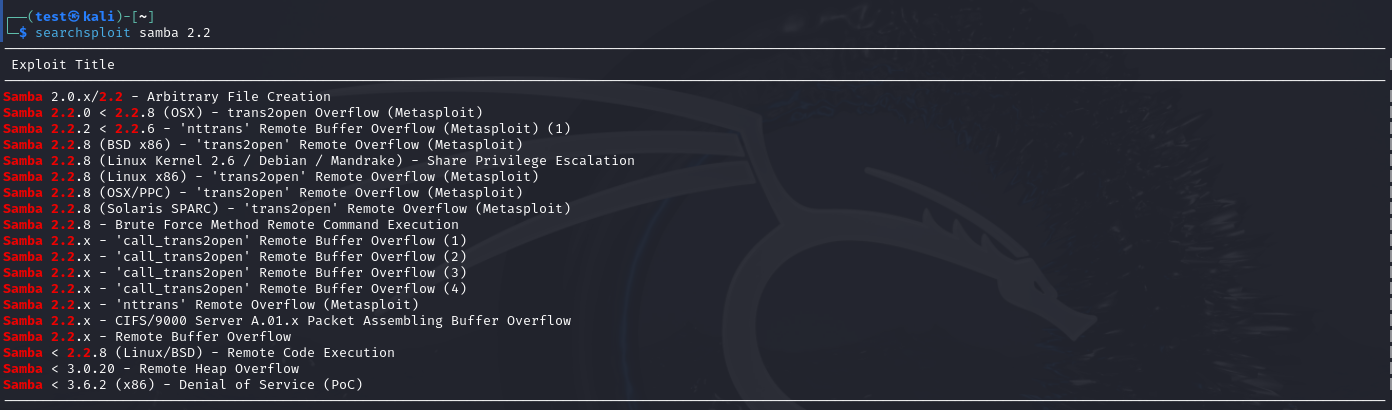 (test㉿kali)-[~]
$ searchsploit samba 2.2
Exploit Title
Samba 2.0.x/2.2 - Arbitrary File Creation
Samba 2.2.0 < 2.2.8 (OSX) - trans2open Overflow (Metasploit)
Samba 2.2.2 < 2.2.6 - 'nttrans' Remote Buffer Overflow (Metasploit) (1)
Samba 2.2.8 (BSD x86) - 'trans2open' Remote Overflow (Metasploit)
Samba 2.2.8 (Linux Kernel 2.6 / Debian / Mandrake) - Share Privilege Escalation
Samba 2.2.8 (Linux x86) - 'trans2open' Remote Overflow (Metasploit)
Samba 2.2.8 (OSX/PPC) - 'trans2open' Remote Overflow (Metasploit)
Samba 2.2.8 (Solaris SPARC) - 'trans2open' Remote Overflow (Metasploit)
Samba 2.2.8 - Brute Force Method Remote Command Execution
Samba 2.2.x - 'call_trans2open' Remote Buffer Overflow (1)
Samba 2.2.x - 'call_trans2open' Remote Buffer Overflow (2)
Samba 2.2.x - 'call_trans2open' Remote Buffer Overflow (3)
Samba 2.2.x - 'call_trans2open' Remote Buffer Overflow (4)
Samba 2.2.x - 'nttrans' Remote Overflow (Metasploit)
Samba 2.2.x - CIFS/9000 Server A.01.x Packet Assembling Buffer Overflow
Samba 2.2.x - Remote Buffer Overflow
Samba < 2.2.8 (Linux/BSD) - Remote Code Execution
Samba < 3.0.20 - Remote Heap Overflow
Samba < 3.6.2 (x86) - Denial of Service (PoC)